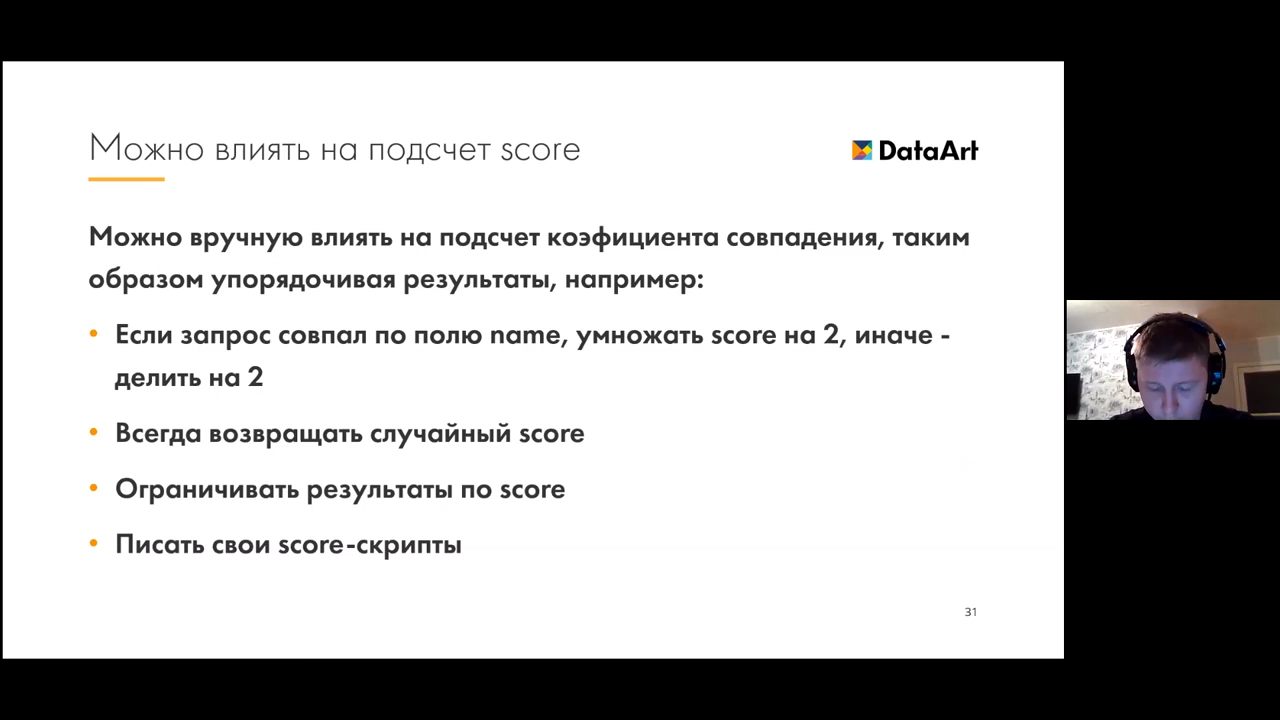 Можно влиять на подсчет score
DataArt
Можно вручную влиять на подсчет коэфициента совпадения, таким
образом упорядочивая результаты, например:
• Если запрос совпал по полю name, умножать score на 2, иначе -
делить на 2
• Всегда возвращать случайный score
• Ограничивать результаты по score
• Писать свои score-скрипты
31